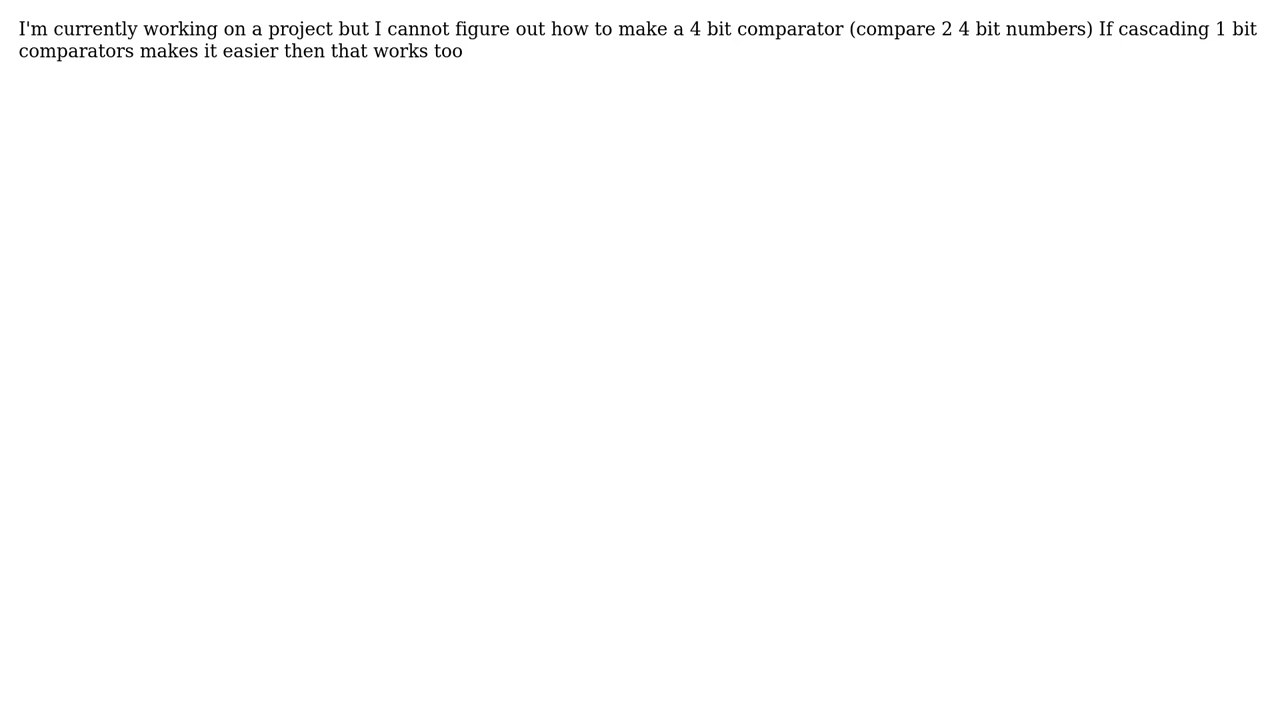 I'm currently working on a project but I cannot figure out how to make a 4 bit comparator (compare 2 4 bit numbers) If cascading 1 bit
comparators makes it easier then that works too